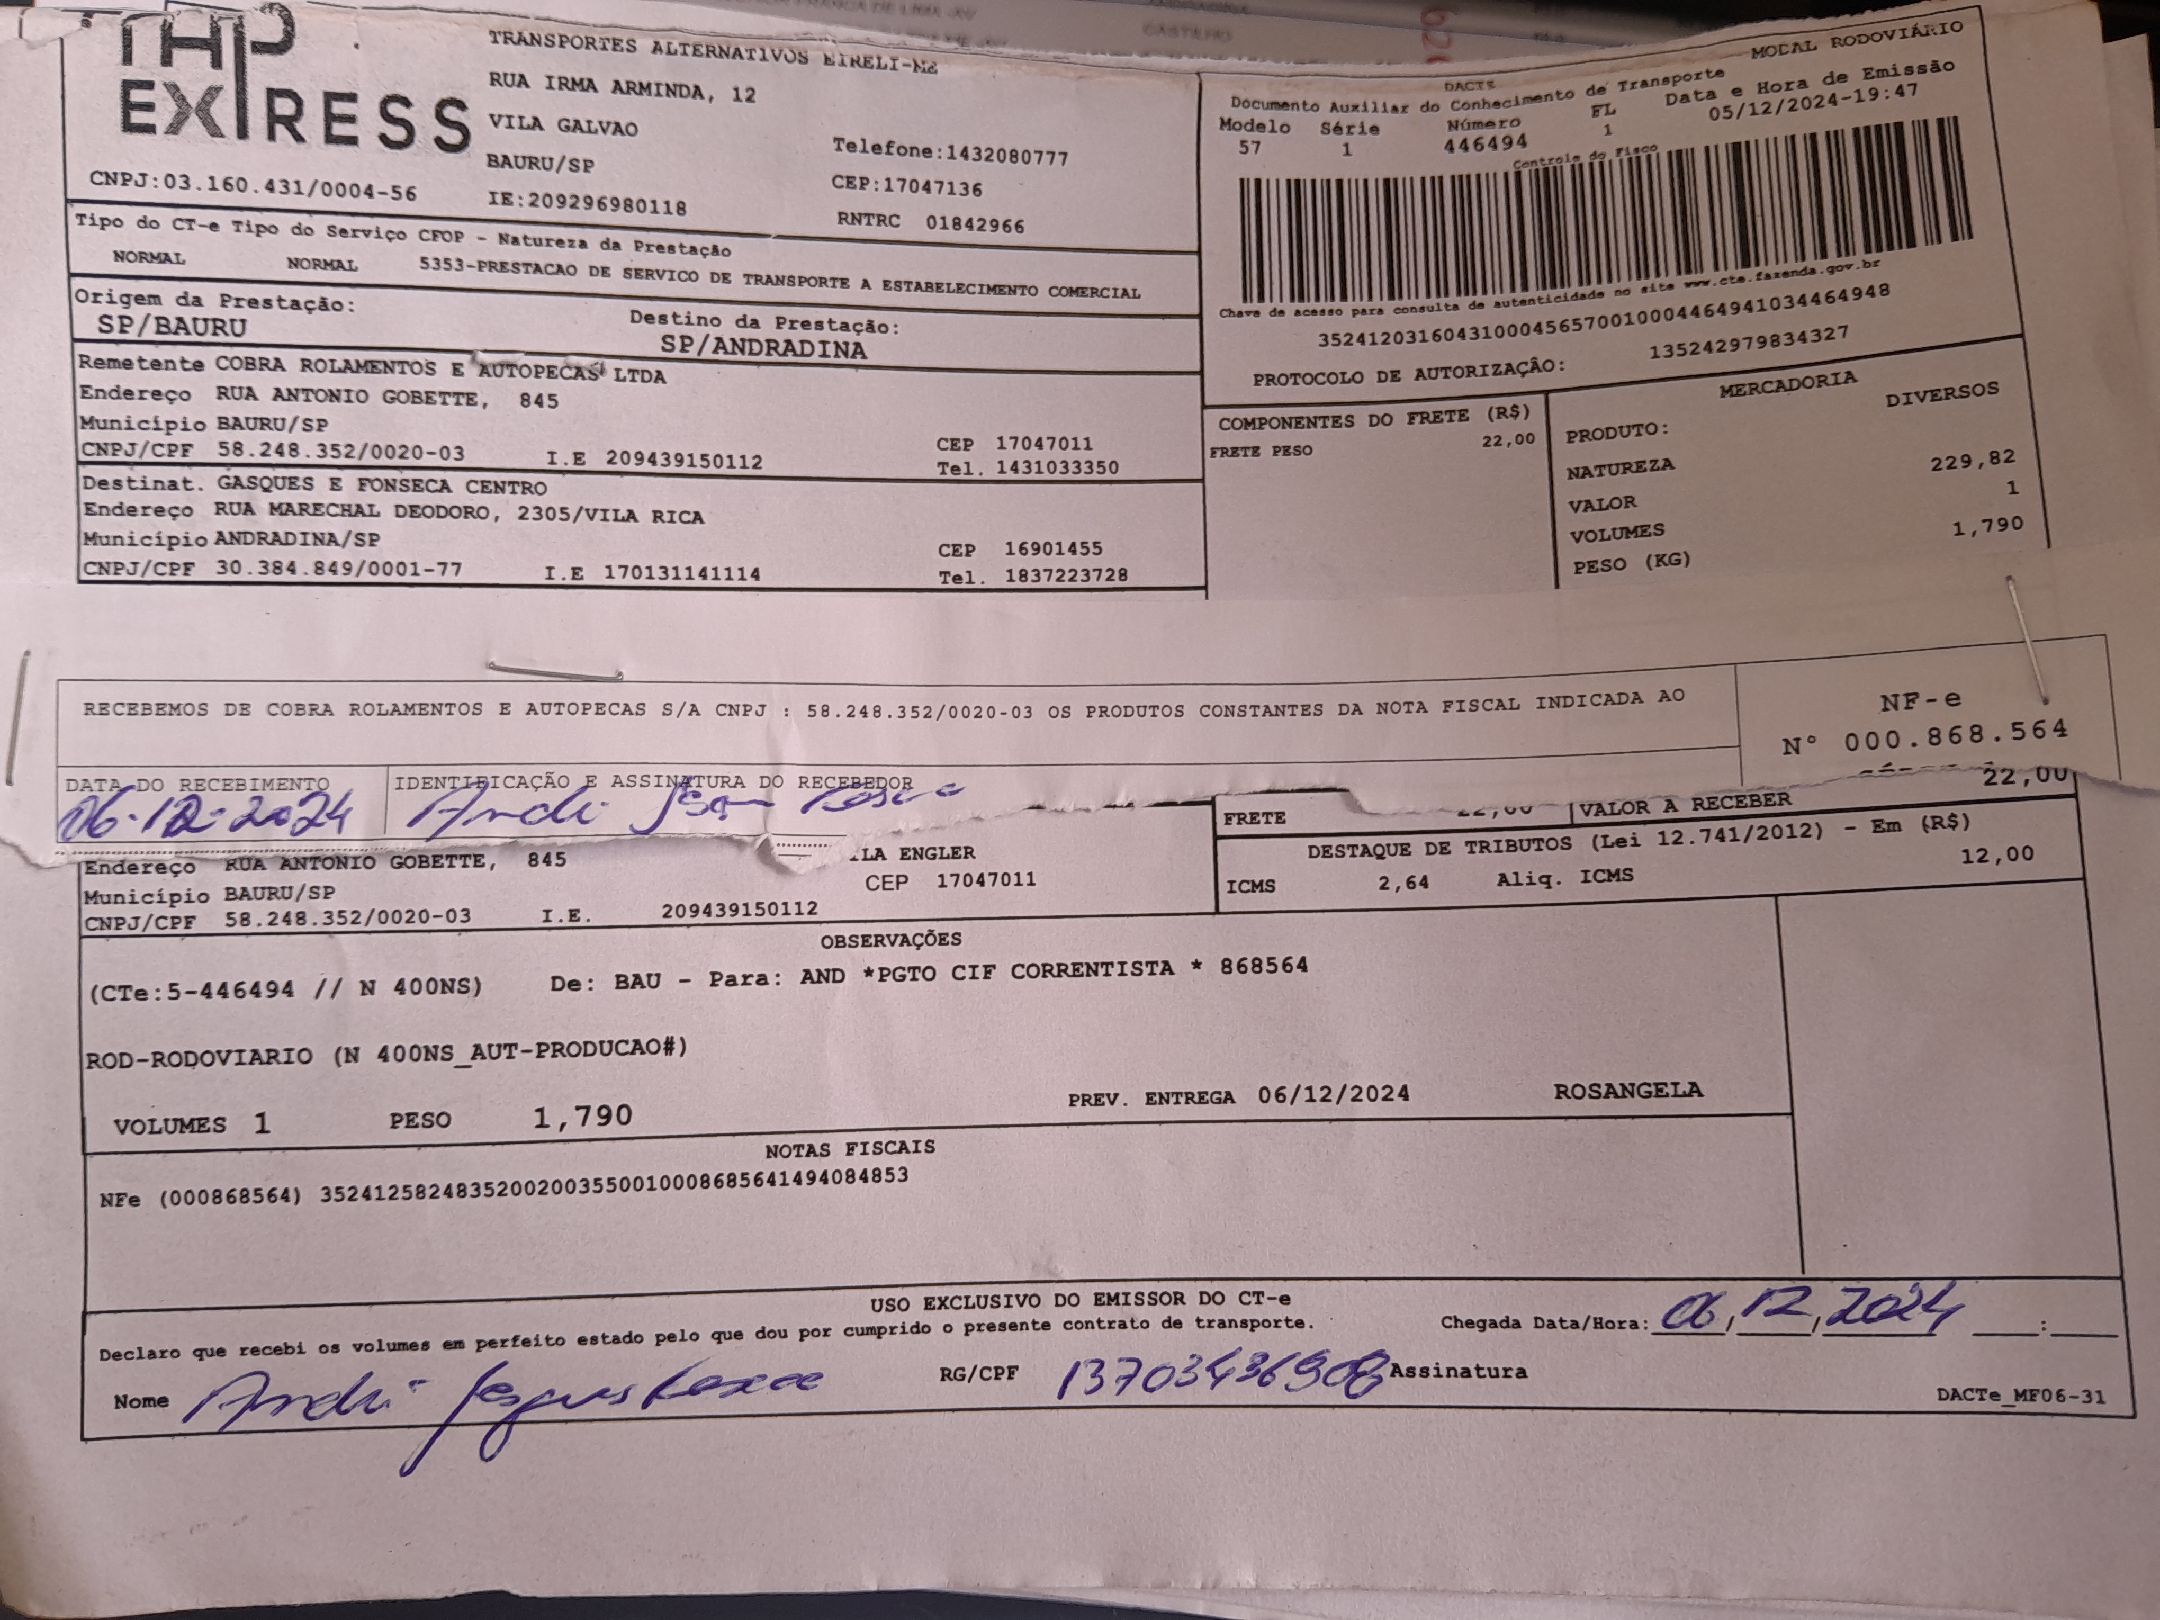 THP
EXPRESS
TRANSPORTES ALTERNATIVOS EIRELI-ME
RUA IRMA ARMINDA, 12
VILA GALVAO
Telefone:1432080777
BAURU/SP
CEP:17047136
CNPJ:03.160.431/0004-56
IE:209296980118
RNTRC 01842966
MODAL RODOVIÁRIO
DACTE
Documento Auxiliar do Conhecimento de Transporte
Modelo Série Número FL Data e Hora de Emissão
57 1 446494 1 05/12/2024-19:47
Controle do Fisco
Chave de acesso para consulta de autenticidade no site www.cte.fazenda.gov.br
35241203160431000456570010004464941034464948
PROTOCOLO DE AUTORIZAÇÂO: 135242979834327
Tipo do CT-e Tipo do Serviço CFOP - Natureza da Prestação
NORMAL NORMAL 5353-PRESTACAO DE SERVICO DE TRANSPORTE A ESTABELECIMENTO COMERCIAL
Origem da Prestação: Destino da Prestação:
SP/BAURU SP/ANDRADINA
Remetente COBRA ROLAMENTOS E AUTOPECAS LTDA
Endereço RUA ANTONIO GOBETTE, 845
Município BAURU/SP CEP 17047011
CNPJ/CPF 58.248.352/0020-03 I.E 209439150112 Tel. 1431033350
Destinat. GASQUES E FONSECA CENTRO
Endereço RUA MARECHAL DEODORO, 2305/VILA RICA
Município ANDRADINA/SP CEP 16901455
CNPJ/CPF 30.384.849/0001-77 I.E 170131141114 Tel. 1837223728
COMPONENTES DO FRETE (R$)
FRETE PESO 22,00
MERCADORIA
PRODUTO: DIVERSOS
NATUREZA
VALOR 229,82
VOLUMES 1
PESO (KG) 1,790
RECEBEMOS DE COBRA ROLAMENTOS E AUTOPECAS S/A CNPJ : 58.248.352/0020-03 OS PRODUTOS CONSTANTES DA NOTA FISCAL INDICADA AO
NF-e
N° 000.868.564
DATA DO RECEBIMENTO IDENTIFICAÇÃO E ASSINATURA DO RECEBEDOR
06-12-2024
FRETE 22,00 VALOR A RECEBER 22,00
DESTAQUE DE TRIBUTOS (Lei 12.741/2012) - Em (R$)
ICMS 2,64 Aliq. ICMS 12,00
Endereço RUA ANTONIO GOBETTE, 845 ENGLER
Município BAURU/SP CEP 17047011
CNPJ/CPF 58.248.352/0020-03 I.E. 209439150112
OBSERVAÇÕES
(CTe:5-446494 // N 400NS) De: BAU - Para: AND *PGTO CIF CORRENTISTA * 868564
ROD-RODOVIARIO (N 400NS_AUT-PRODUCAO#)
VOLUMES 1 PESO 1,790 PREV. ENTREGA 06/12/2024 ROSANGELA
NOTAS FISCAIS
NFe (000868564) 35241258248352002003550010008685641494084853
USO EXCLUSIVO DO EMISSOR DO CT-e
Declaro que recebi os volumes em perfeito estado pelo que dou por cumprido o presente contrato de transporte.
Chegada Data/Hora: 06,12,2024 :
Nome André RG/CPF 13703436908 Assinatura
DACTe_MF06-31